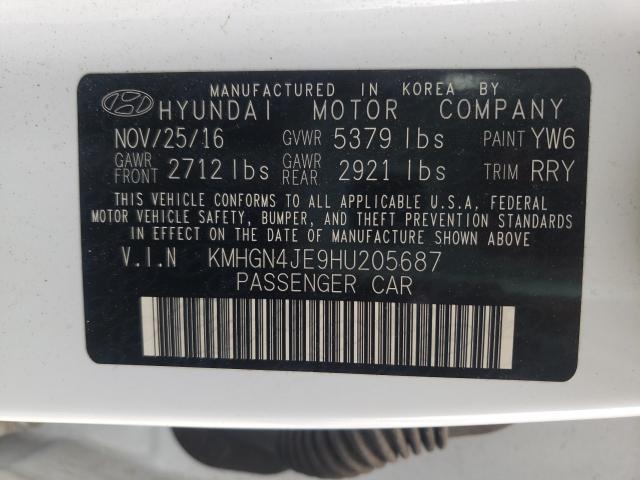 MANUFACTURED IN KOREA BY
HYUNDAI MOTOR COMPANY
NOV/25/16 GVWR 5379 lbs PAINT YW6
GAWR FRONT 2712 lbs GAWR REAR 2921 lbs TRIM RRY
THIS VEHICLE CONFORMS TO ALL APPLICABLE U.S.A. FEDERAL
MOTOR VEHICLE SAFETY, BUMPER, AND THEFT PREVENTION STANDARDS
IN EFFECT ON THE DATE OF MANUFACTURE SHOWN ABOVE
V.I.N KMHGN4JE9HU205687
PASSENGER CAR